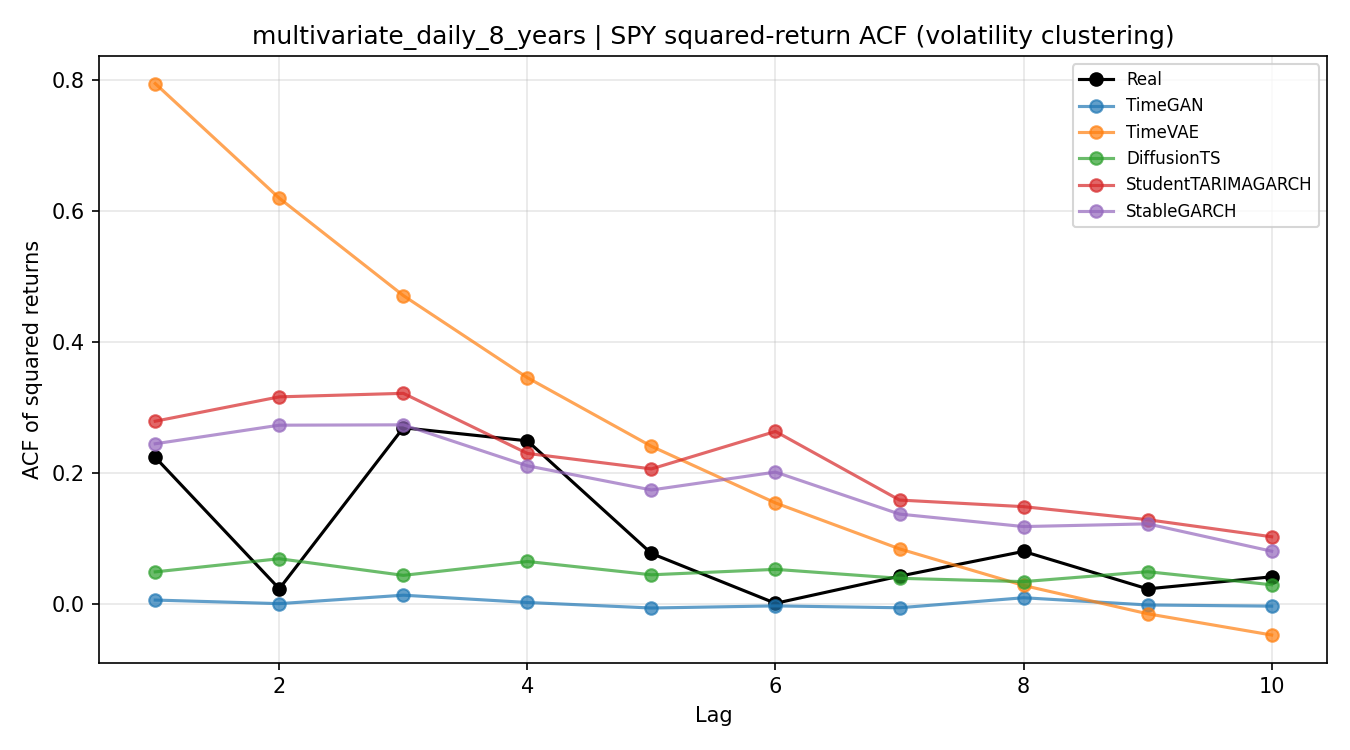 multivariate_daily_8_years | SPY squared-return ACF (volatility clustering)
Real
TimeGAN
TimeVAE
DiffusionTS
StudentTARIMAGARCH
StableGARCH
ACF of squared returns
0.8
0.6
0.4
0.2
0.0
2
4
6
8
10
Lag